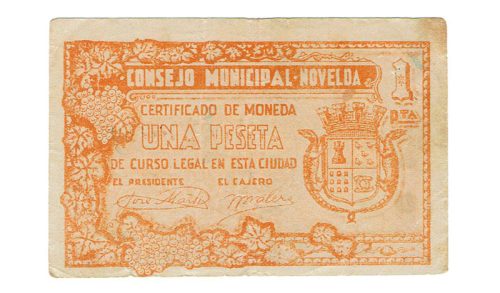 CONSEJO MUNICIPAL-NOVELDA
1
PTA
CERTIFICADO DE MONEDA
UNA PESETA
DE CURSO LEGAL EN ESTA CIUDAD
EL PRESIDENTE EL CAJERO
José